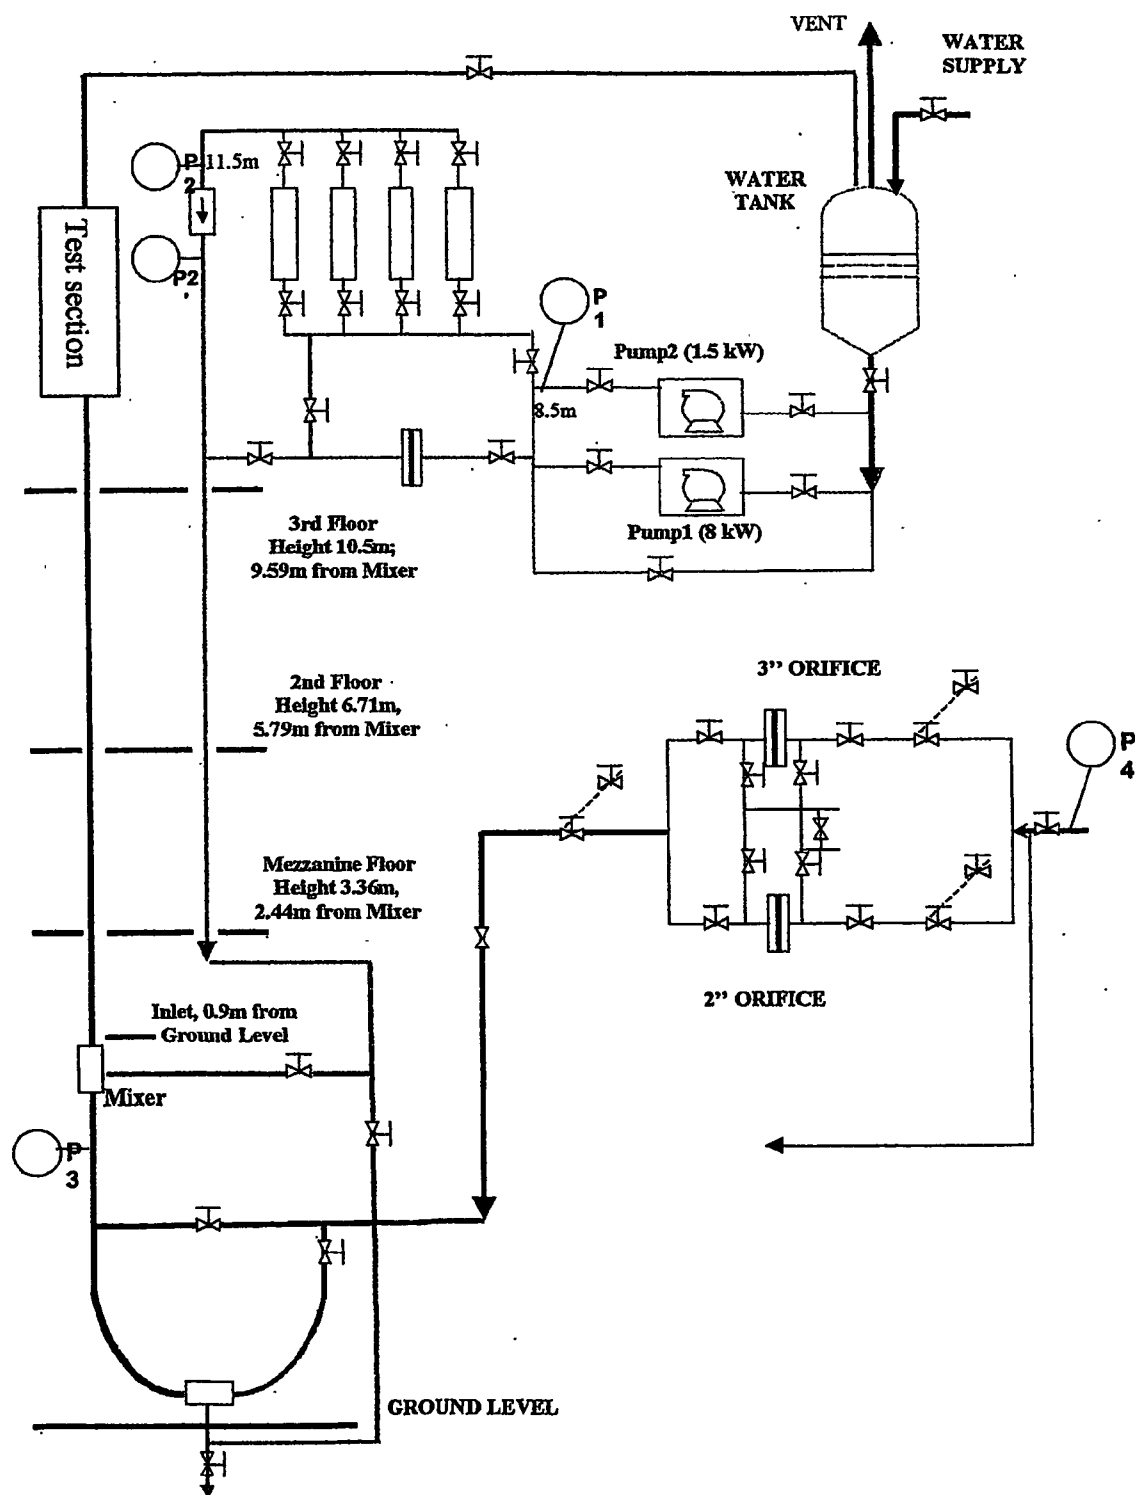 VENT
WATER
SUPPLY
P
2
11.5m
WATER
TANK
Test section
P2
P
1
Pump2 (1.5 kW)
8.5m
3rd Floor
Height 10.5m;
9.59m from Mixer
Pump1 (8 kW)
2nd Floor
Height 6.71m,
5.79m from Mixer
3’’ ORIFICE
P
4
Mezzanine Floor
Height 3.36m,
2.44m from Mixer
2’’ ORIFICE
Inlet, 0.9m from
Ground Level
Mixer
P
3
GROUND LEVEL